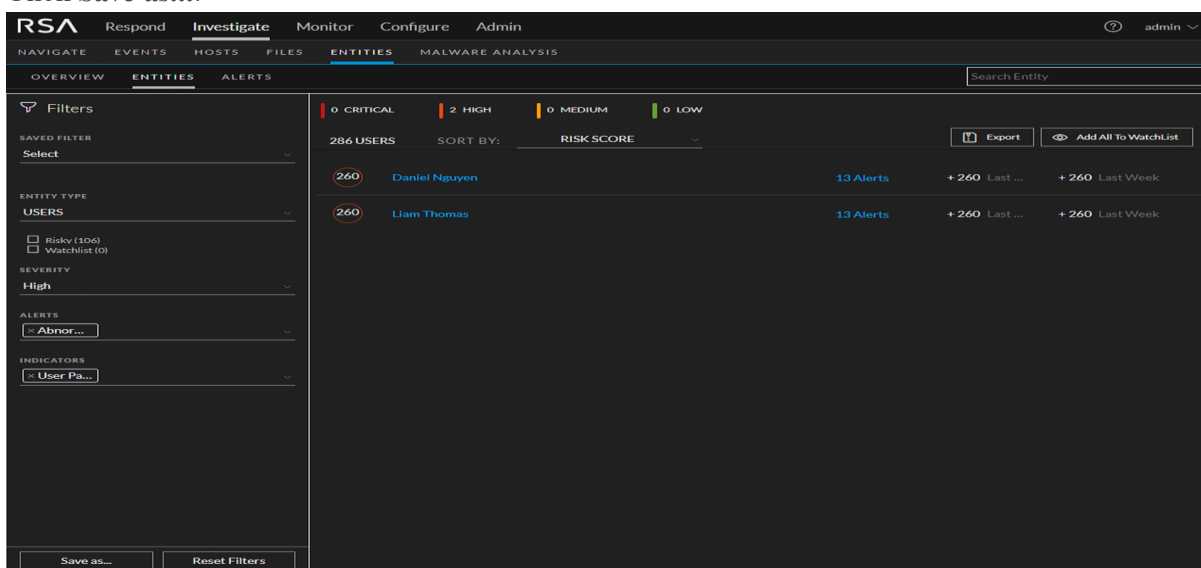 RSA Respond Investigate Monitor Configure Admin admin
NAVIGATE EVENTS HOSTS FILES ENTITIES MALWARE ANALYSIS
OVERVIEW ENTITIES ALERTS Search Entity
Filters
0 CRITICAL 2 HIGH 0 MEDIUM 0 LOW
SAVED FILTER
Select
286 USERS SORT BY: RISK SCORE Export Add All To WatchList
260 Daniel Nguyen 13 Alerts + 260 Last ... + 260 Last Week
ENTITY TYPE
USERS
260 Liam Thomas 13 Alerts + 260 Last ... + 260 Last Week
Risky (106)
Watchlist (0)
SEVERITY
High
ALERTS
× Abnor...
INDICATORS
× User Pa...
Save as... Reset Filters